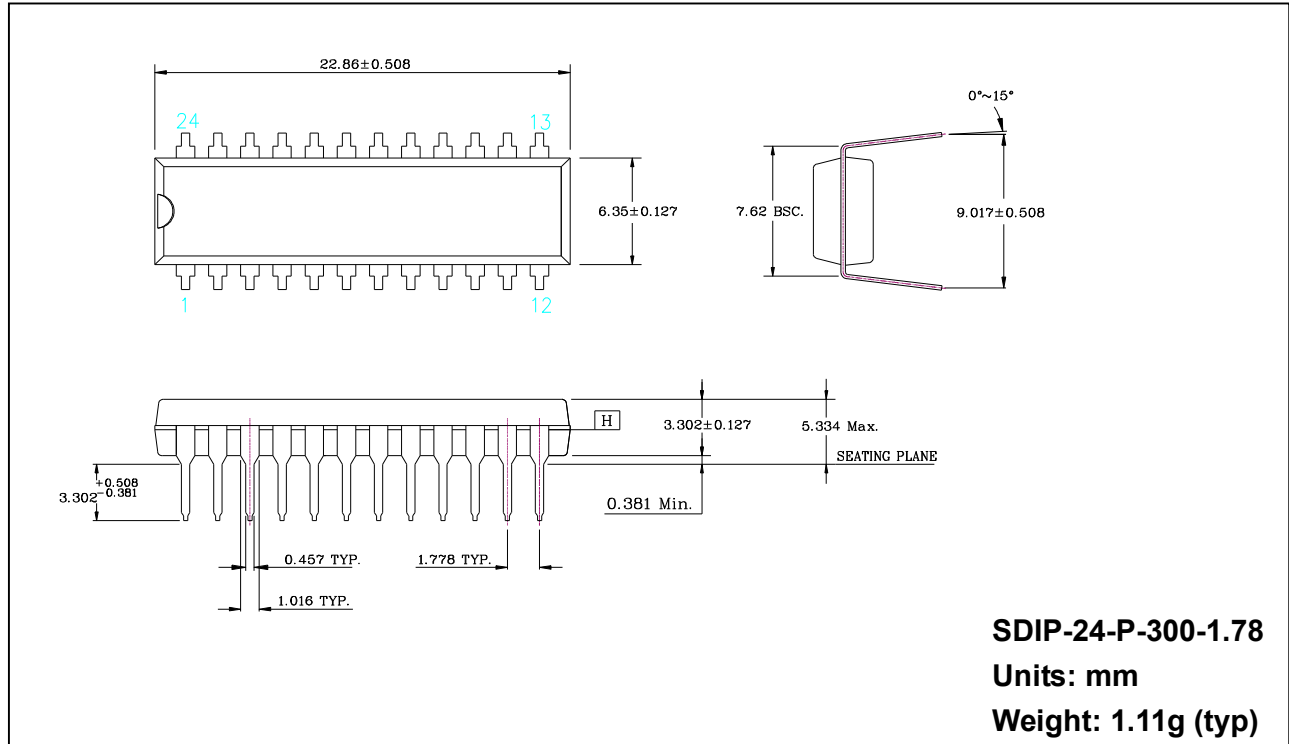 22.86±0.508
24
13
0°~15°
6.35±0.127
7.62 BSC.
9.017±0.508
1
12
H
3.302±0.127
5.334 Max.
SEATING PLANE
3.302 +0.508 -0.381
0.381 Min.
0.457 TYP.
1.778 TYP.
1.016 TYP.
SDIP-24-P-300-1.78
Units: mm
Weight: 1.11g (typ)